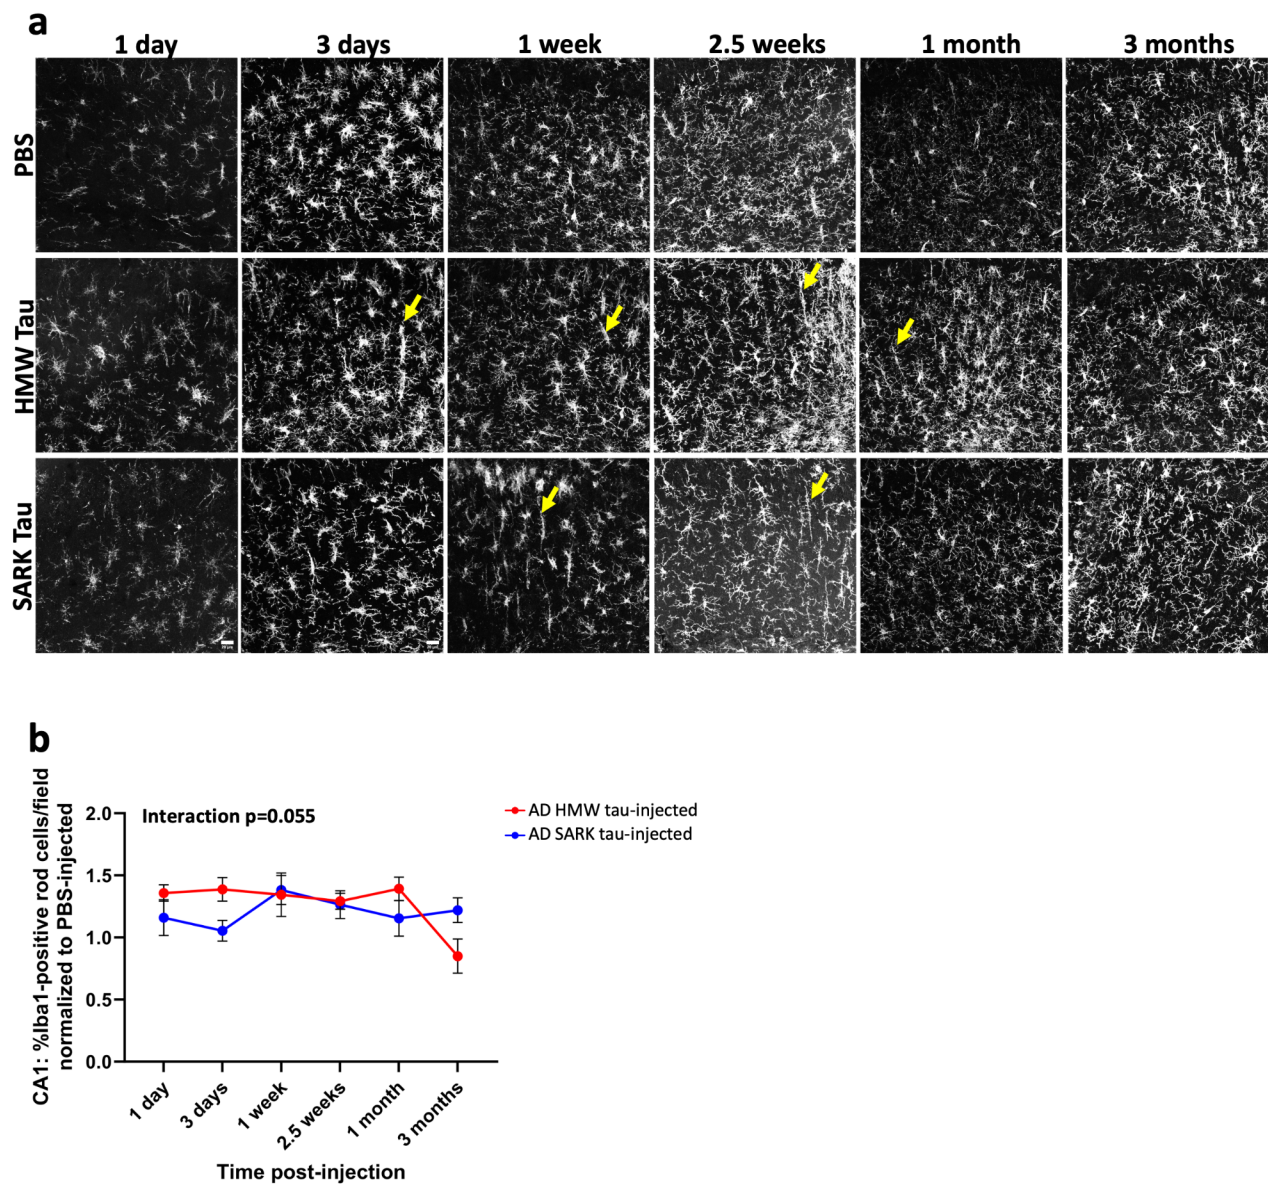 a
1 day
3 days
1 week
2.5 weeks
1 month
3 months
PBS
HMW Tau
SARK Tau
b
CA1: %Iba1-positive rod cells/field
normalized to PBS-injected
Interaction p=0.055
AD HMW tau-injected
AD SARK tau-injected
2.0
1.5
1.0
0.5
0.0
1 day
3 days
1 week
2.5 weeks
1 month
3 months
Time post-injection